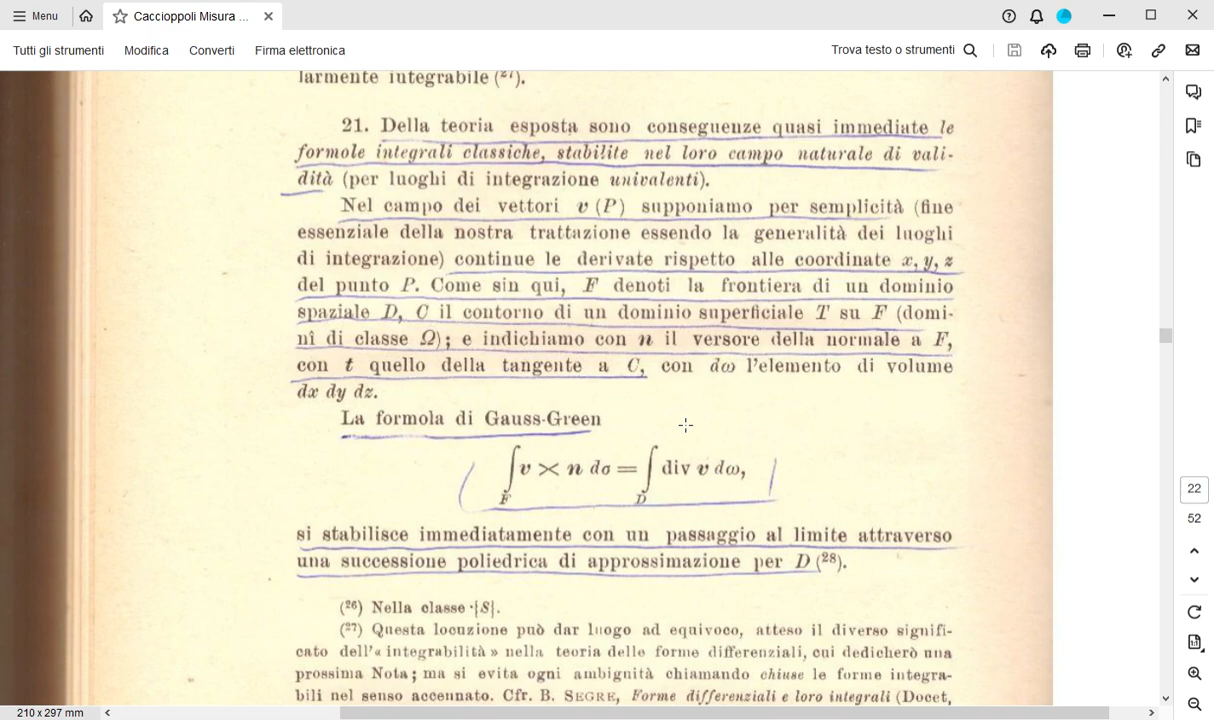 Menu
Caccioppoli Misura ...
Tutti gli strumenti Modifica Converti Firma elettronica
Trova testo o strumenti
larmente integrabile (²⁷).
21. Della teoria esposta sono conseguenze quasi immediate le
formole integrali classiche, stabilite nel loro campo naturale di vali-
dità (per luoghi di integrazione univalenti).
Nel campo dei vettori v (P) supponiamo per semplicità (fine
essenziale della nostra trattazione essendo la generalità dei luoghi
di integrazione) continue le derivate rispetto alle coordinate x, y, z
del punto P. Come sin qui, F denoti la frontiera di un dominio
spaziale D, C il contorno di un dominio superficiale T su F (domi-
nî di classe Ω); e indichiamo con n il versore della normale a F,
con t quello della tangente a C, con dω l'elemento di volume
dx dy dz.
La formola di Gauss-Green
∫_F v × n dσ = ∫_D div v dω,
si stabilisce immediatamente con un passaggio al limite attraverso
una successione poliedrica di approssimazione per D (²⁸).
(²⁶) Nella classe {S}.
(²⁷) Questa locuzione può dar luogo ad equivoco, atteso il diverso signifi-
cato dell'« integrabilità » nella teoria delle forme differenziali, cui dedicherò una
prossima Nota; ma si evita ogni ambignità chiamando chiuse le forme integra-
bili nel senso accennato. Cfr. B. SEGRE, Forme differenziali e loro integrali (Docet,
22
52
210 x 297 mm